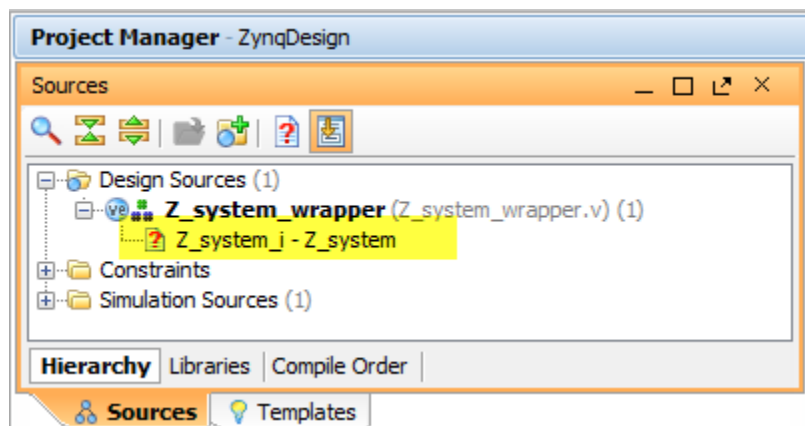 Project Manager - ZynqDesign
Sources
Design Sources (1)
Z_system_wrapper (Z_system_wrapper.v) (1)
Z_system_i - Z_system
Constraints
Simulation Sources (1)
Hierarchy Libraries Compile Order
Sources Templates